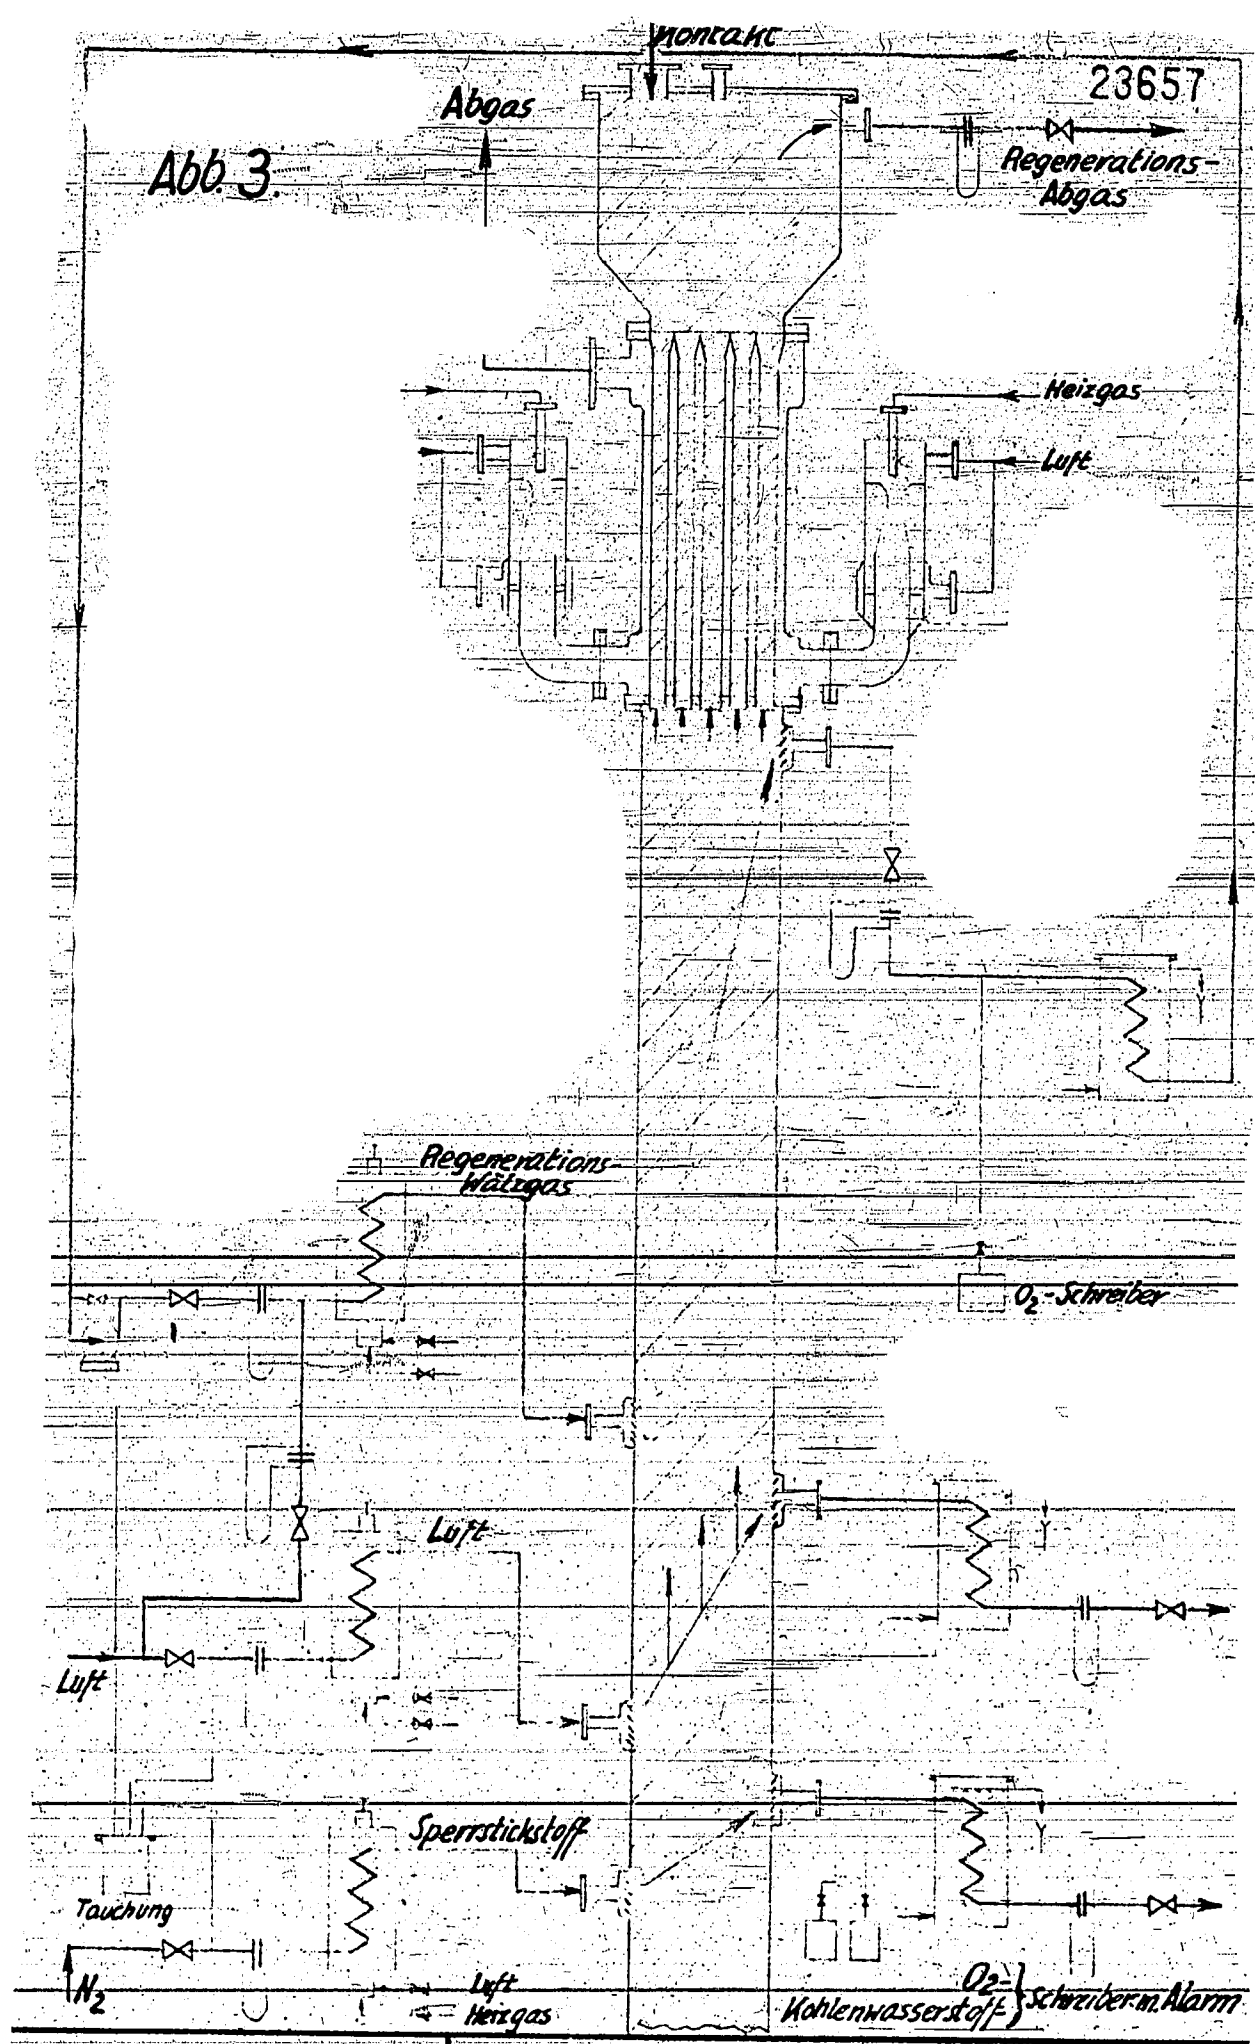 Kontakt
23657
Abgas
Abb. 3.
Regenerations-
Abgas
Heizgas
Luft
Regenerations-
Wälzgas
O2-Schreiber
Luft
Luft
Sperrstickstoff
Tauchung
N2
Luft
Heizgas
O2-
Kohlenwasserstoff-
} Schreiber m. Alarm